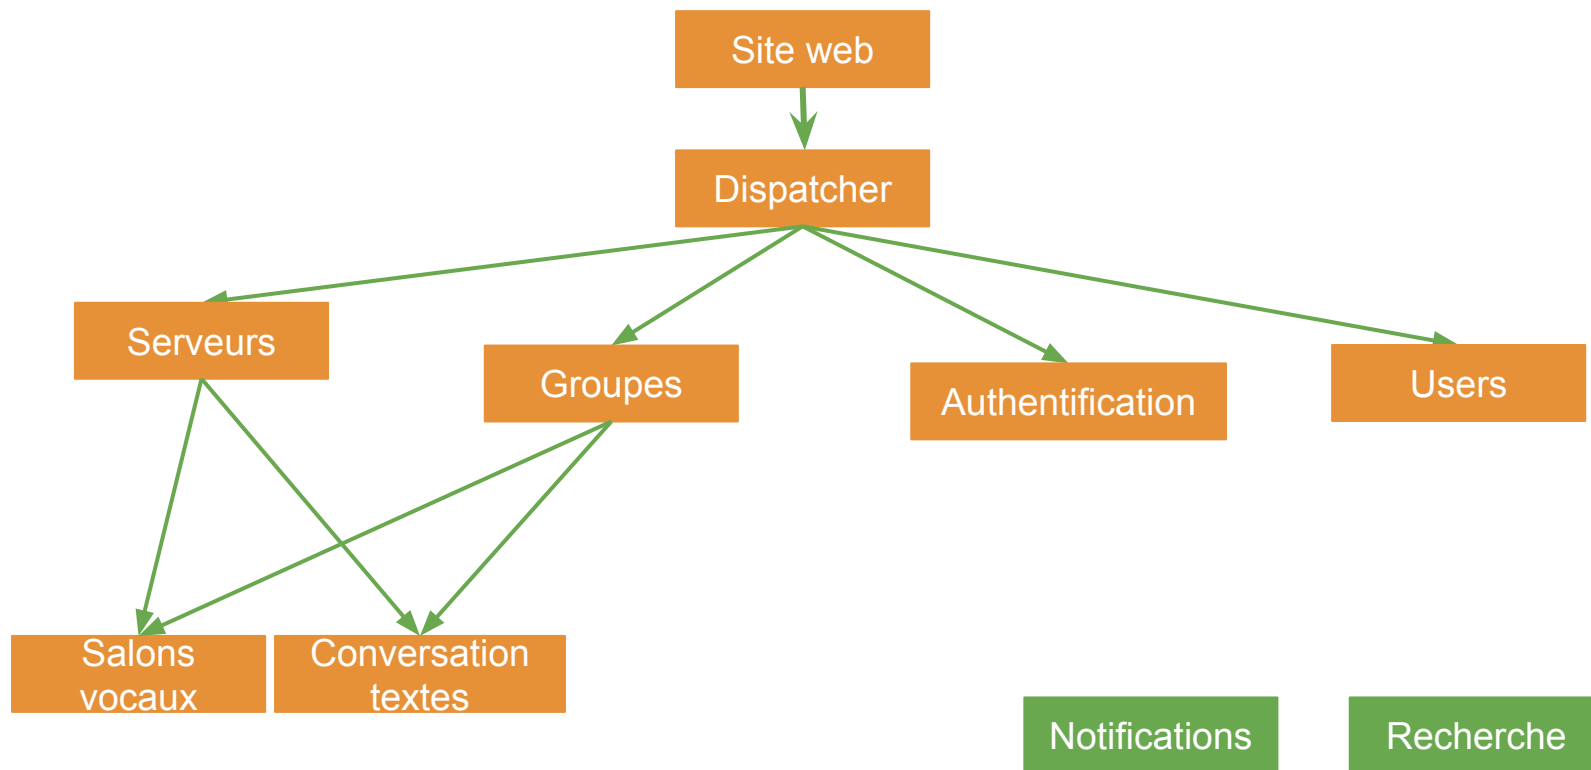 Site web
Dispatcher
Serveurs
Groupes
Authentification
Users
Salons
vocaux
Conversation
textes
Notifications
Recherche